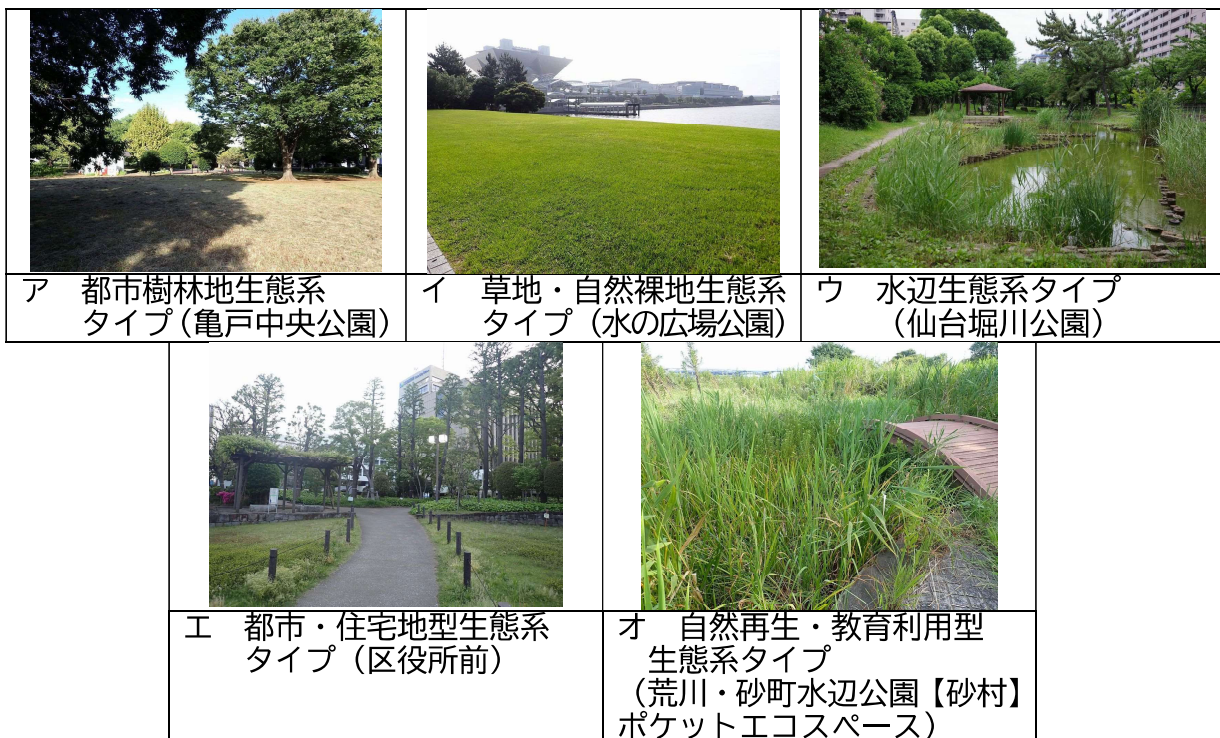 ア 都市樹林地生態系
タイプ(亀戸中央公園)
イ 草地・自然裸地生態系
タイプ(水の広場公園)
ウ 水辺生態系タイプ
(仙台堀川公園)
エ 都市・住宅地型生態系
タイプ(区役所前)
オ 自然再生・教育利用型
生態系タイプ
(荒川・砂町水辺公園【砂村】
ポケットエコスペース)